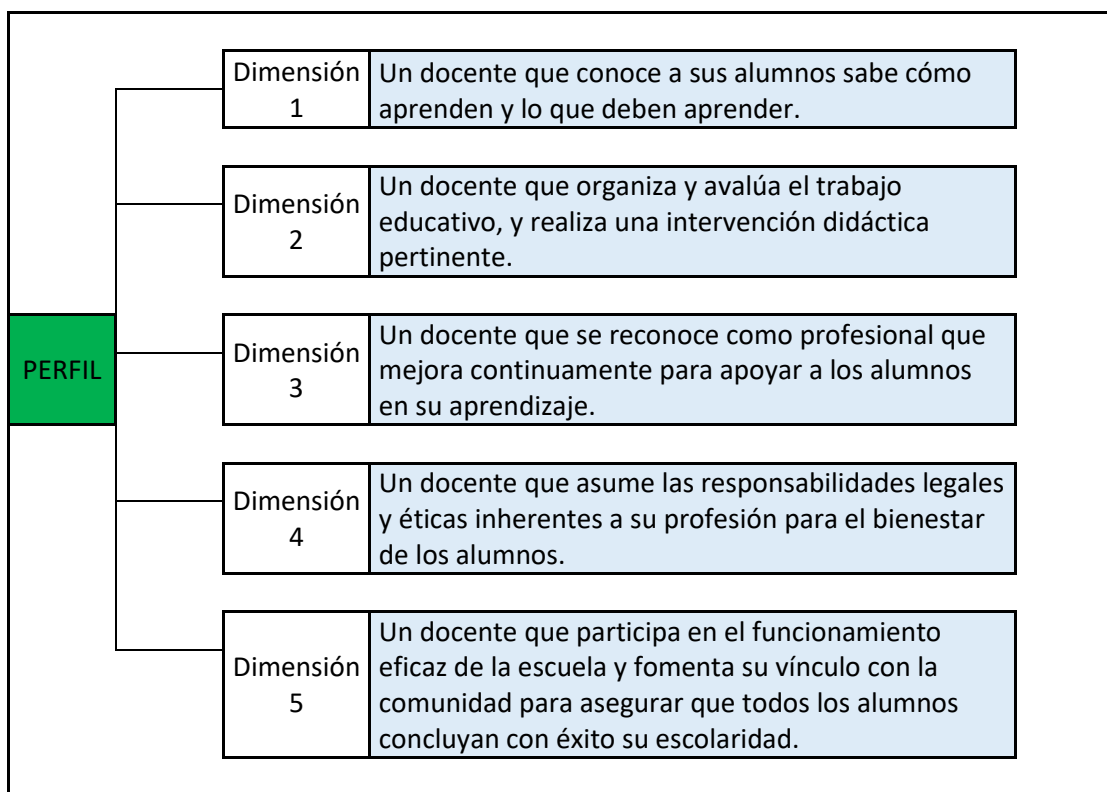 Dimensión
1
Un docente que conoce a sus alumnos sabe cómo
aprenden y lo que deben aprender.
Dimensión
2
Un docente que organiza y avalúa el trabajo
educativo, y realiza una intervención didáctica
pertinente.
PERFIL
Dimensión
3
Un docente que se reconoce como profesional que
mejora continuamente para apoyar a los alumnos
en su aprendizaje.
Dimensión
4
Un docente que asume las responsabilidades legales
y éticas inherentes a su profesión para el bienestar
de los alumnos.
Dimensión
5
Un docente que participa en el funcionamiento
eficaz de la escuela y fomenta su vínculo con la
comunidad para asegurar que todos los alumnos
concluyan con éxito su escolaridad.